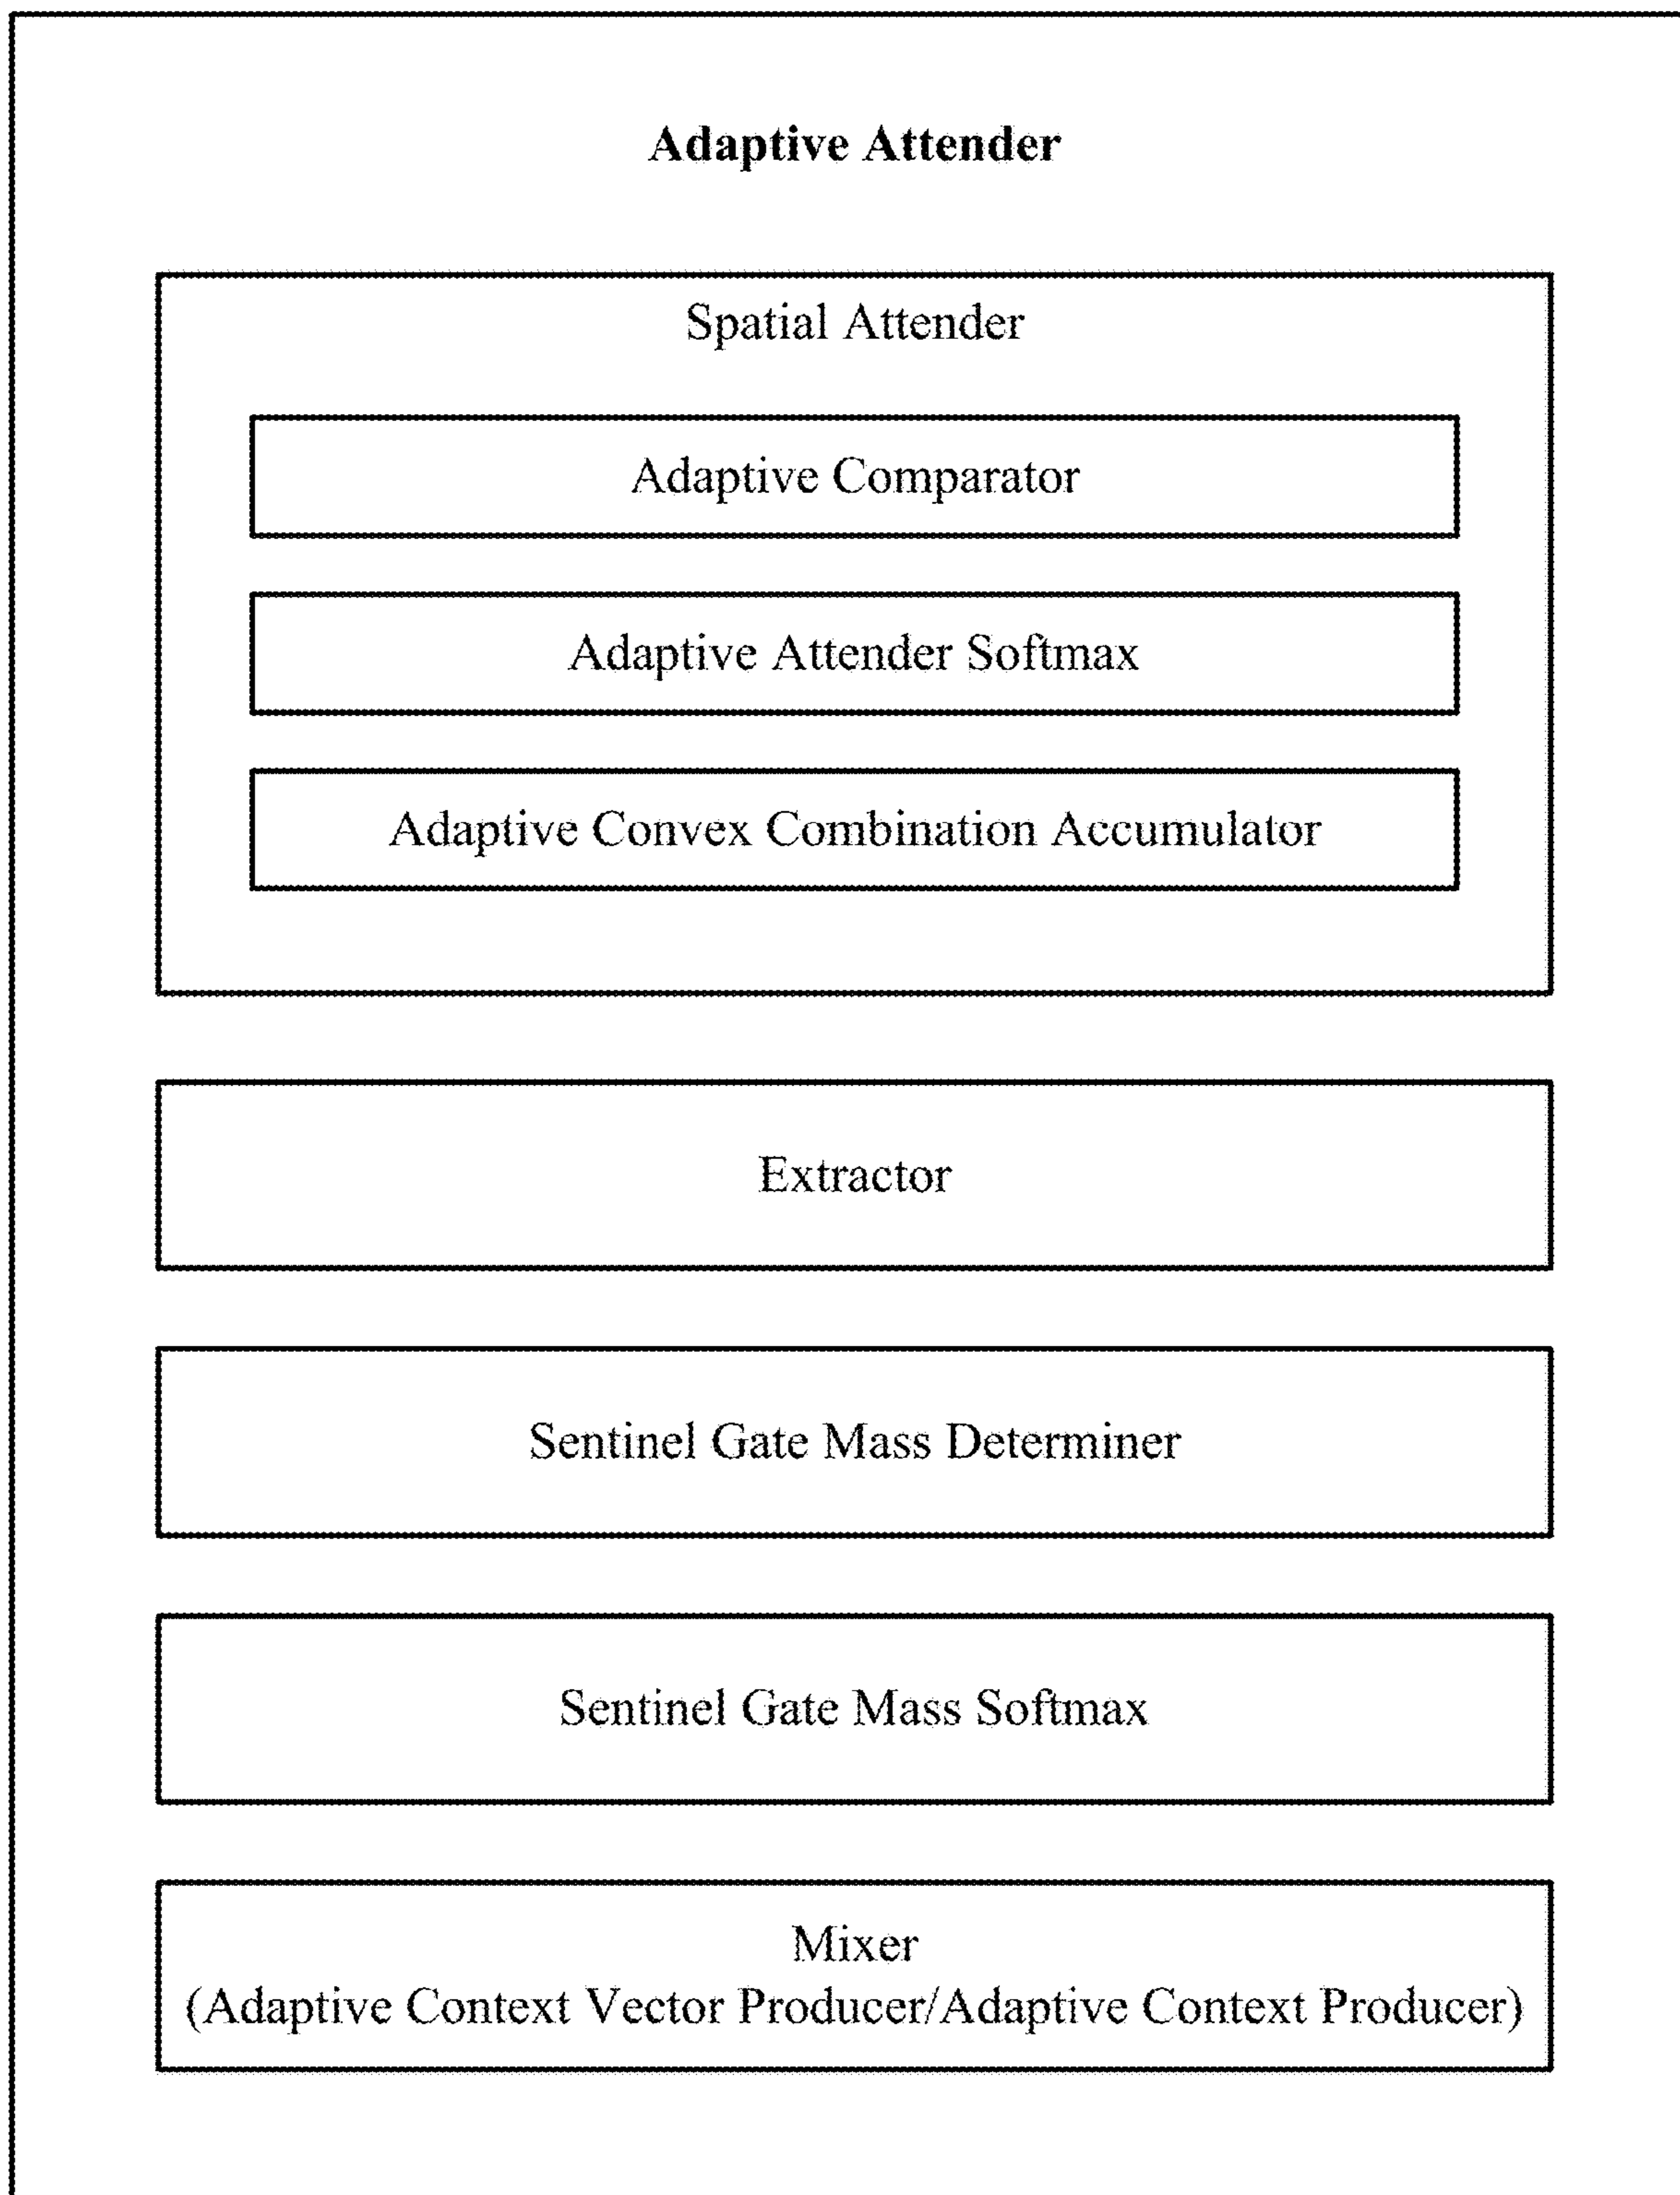 Adaptive Attender
Spatial Attender
Adaptive Comparator
Adaptive Attender Softmax
Adaptive Convex Combination Accumulator
Extractor
Sentinel Gate Mass Determiner
Sentinel Gate Mass Softmax
Mixer
(Adaptive Context Vector Producer/Adaptive Context Producer)